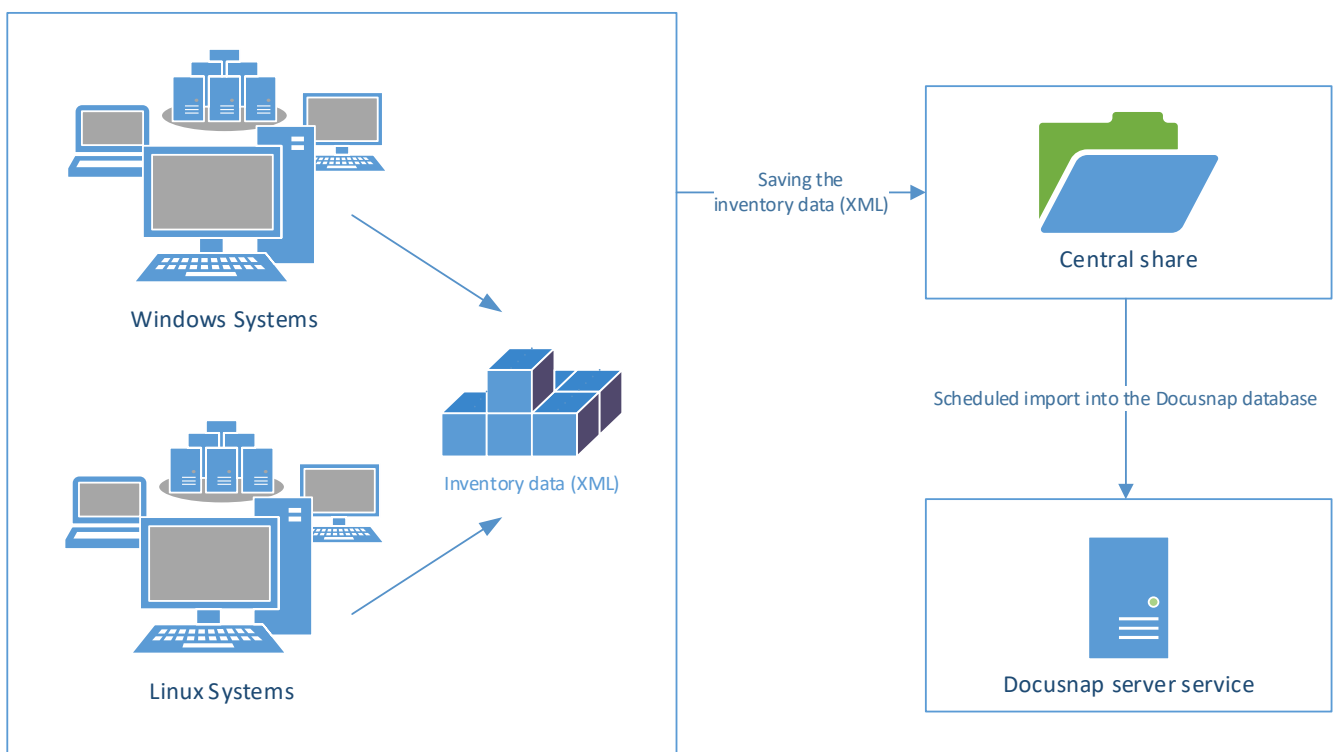 Windows Systems
Inventory data (XML)
Linux Systems
Saving the
inventory data (XML)
Central share
Scheduled import into the Docusnap database
Docusnap server service